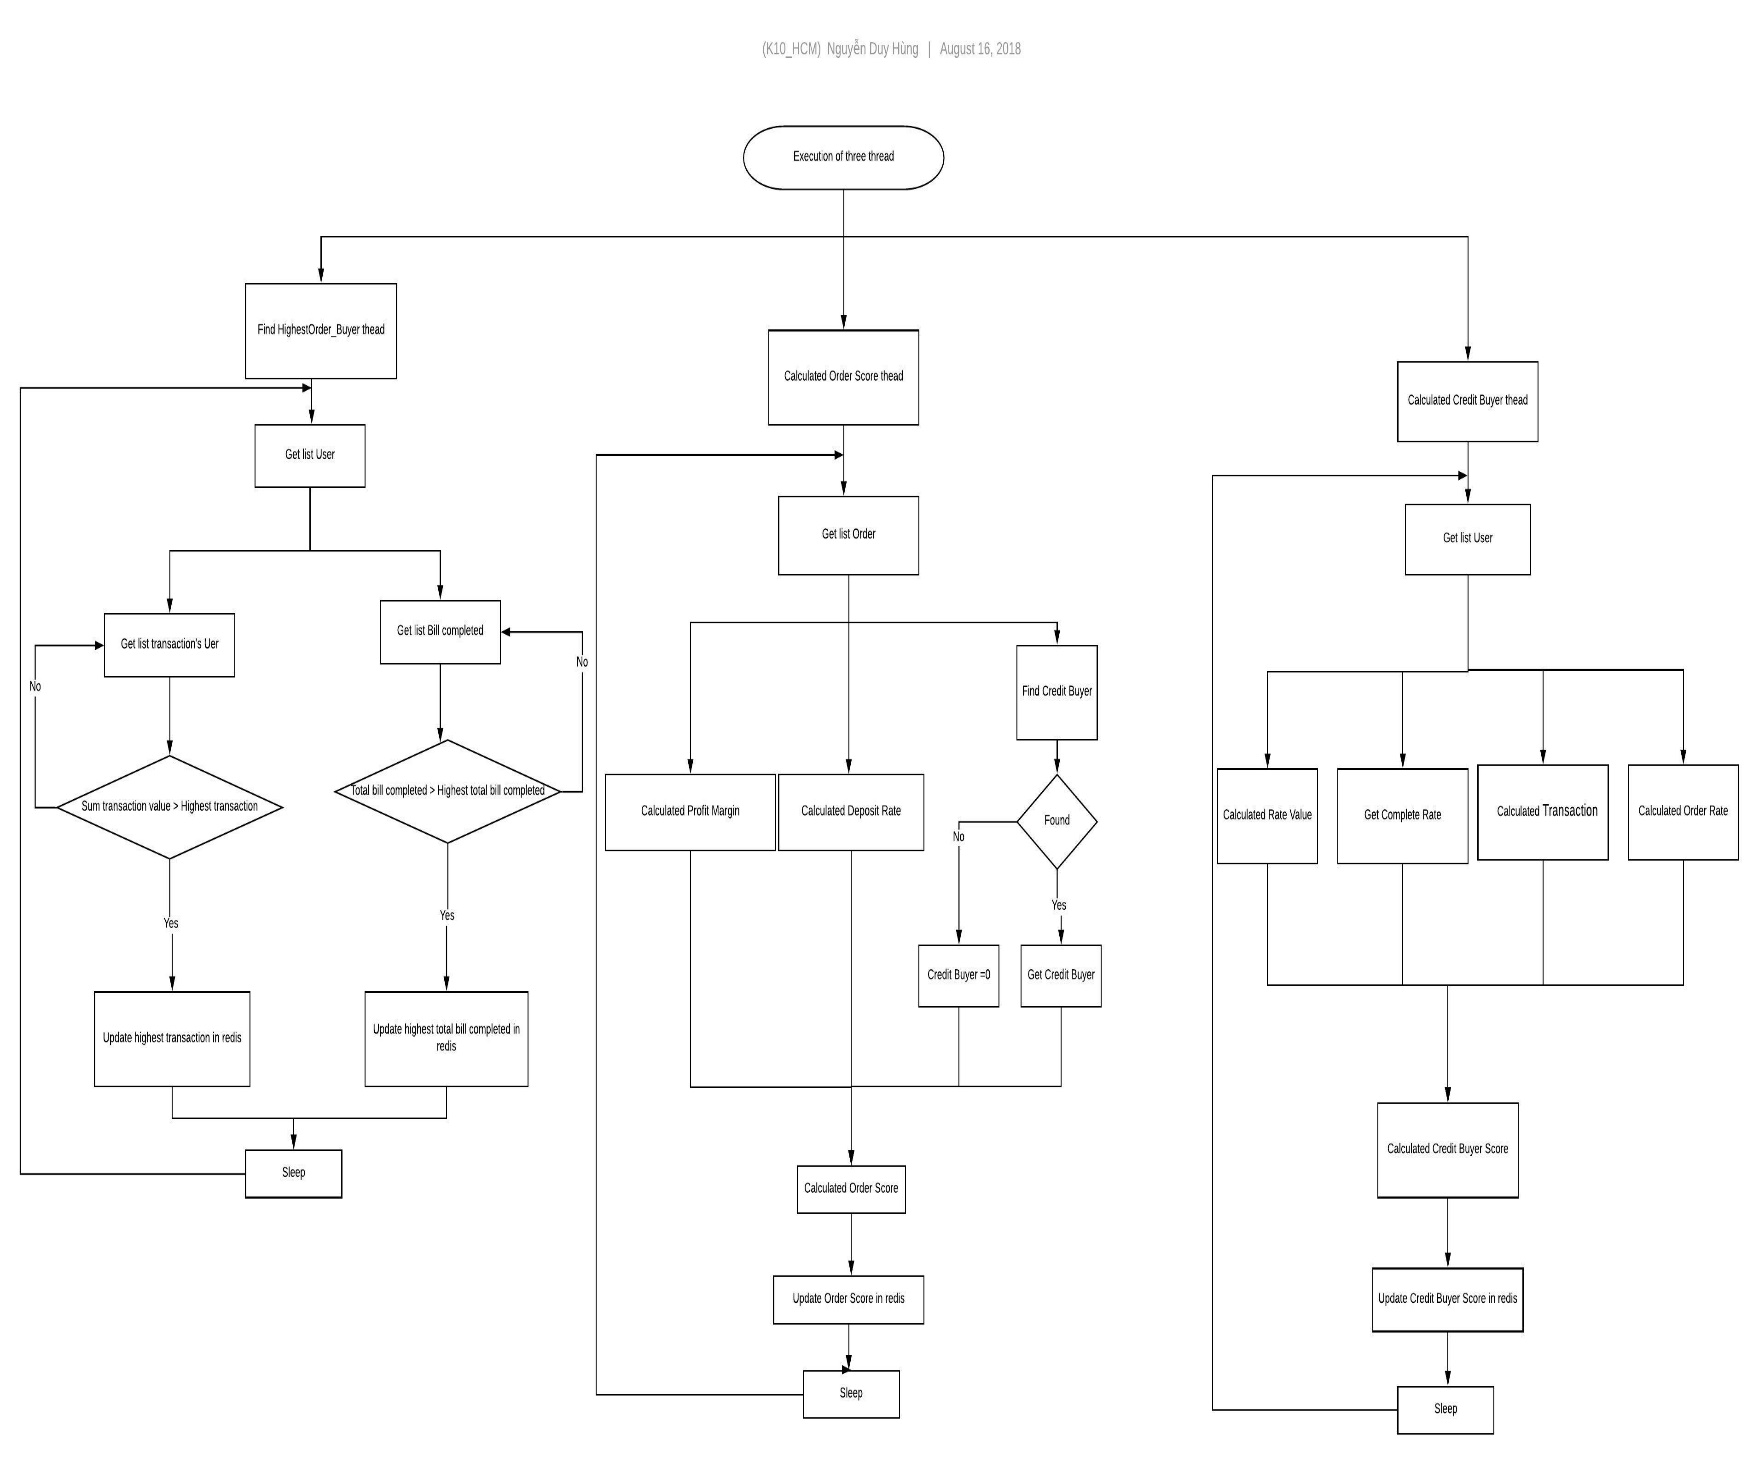 (K10_HCM) Nguyễn Duy Hùng | August 16, 2018
Execution of three thread
Find HighestOrder_Buyer thead
Calculated Order Score thead
Calculated Credit Buyer thead
Get list User
Get list Order
Get list User
Get list transaction's Uer
Get list Bill completed
No
No
Find Credit Buyer
Sum transaction value > Highest transaction
Total bill completed > Highest total bill completed
Calculated Profit Margin
Calculated Deposit Rate
Found
No
Yes
Calculated Rate Value
Get Complete Rate
Calculated Transaction
Calculated Order Rate
Yes
Yes
Credit Buyer =0
Get Credit Buyer
Update highest transaction in redis
Update highest total bill completed in
redis
Sleep
Calculated Order Score
Calculated Credit Buyer Score
Update Order Score in redis
Update Credit Buyer Score in redis
Sleep
Sleep